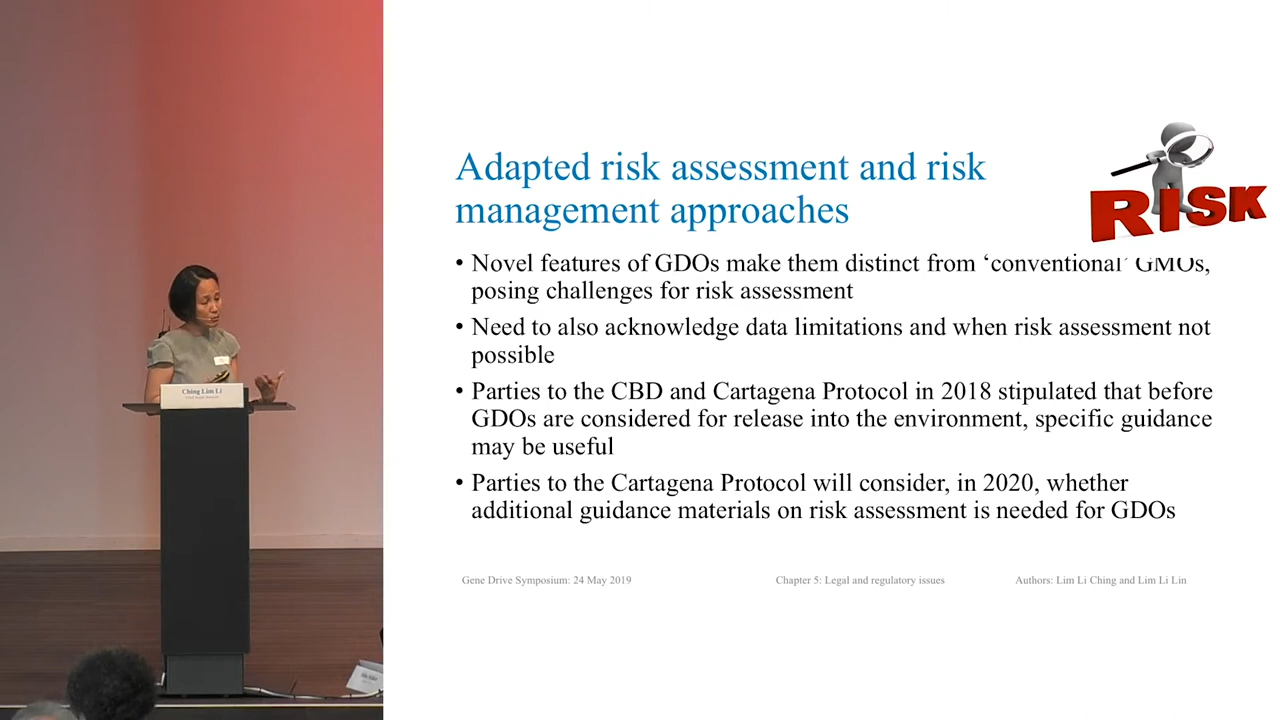 Adapted risk assessment and risk
management approaches
RISK
• Novel features of GDOs make them distinct from ‘conventional’ GMOs,
posing challenges for risk assessment
• Need to also acknowledge data limitations and when risk assessment not
possible
• Parties to the CBD and Cartagena Protocol in 2018 stipulated that before
GDOs are considered for release into the environment, specific guidance
may be useful
• Parties to the Cartagena Protocol will consider, in 2020, whether
additional guidance materials on risk assessment is needed for GDOs
Gene Drive Symposium: 24 May 2019
Chapter 5: Legal and regulatory issues
Authors: Lim Li Ching and Lim Li Lin
Ching Lim Li